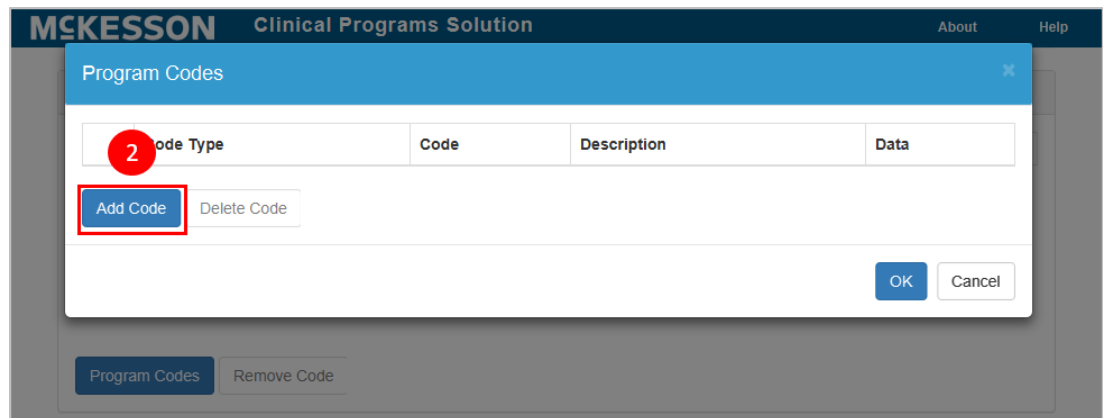 MCKESSON Clinical Programs Solution About Help
Program Codes ×
Code Type Code Description Data
2
Add Code Delete Code
OK Cancel
Program Codes Remove Code